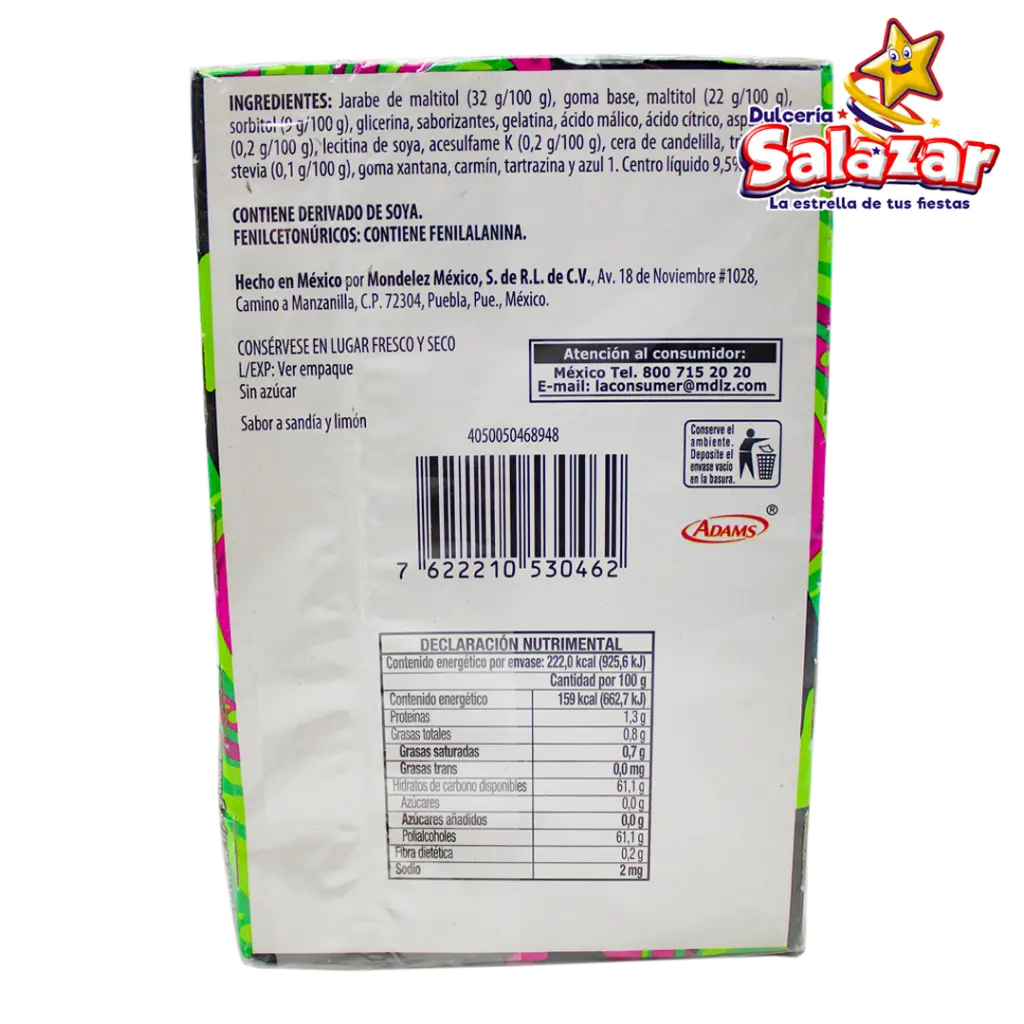 INGREDIENTES: Jarabe de maltitol (32 g/100 g), goma base, maltitol (22 g/100 g),
sorbitol (9 g/100 g), glicerina, saborizantes, gelatina, ácido málico, ácido cítrico,
(0,2 g/100 g), lecitina de soya, acesulfame K (0,2 g/100 g), cera de candelilla,
stevia (0,1 g/100 g), goma xantana, carmín, tartrazina y azul 1. Centro líquido 9,5%
Dulcería
Salazar
La estrella de tus fiestas
CONTIENE DERIVADO DE SOYA.
FENILCETONÚRICOS: CONTIENE FENILALANINA.
Hecho en México por Mondelez México, S. de R.L. de C.V., Av. 18 de Noviembre #1028,
Camino a Manzanilla, C.P. 72304, Puebla, Pue., México.
CONSÉRVESE EN LUGAR FRESCO Y SECO
L/EXP: Ver empaque
Sin azúcar
Sabor a sandía y limón
Atención al consumidor:
México Tel. 800 715 20 20
E-mail: laconsumer@mdlz.com
Conserve el
ambiente.
Deposite el
envase vacío
en la basura.
ADAMS®
4050050468948
7 622210 530462
DECLARACIÓN NUTRIMENTAL
Contenido energético por envase: 222,0 kcal (925,6 kJ)
Cantidad por 100 g
Contenido energético 159 kcal (662,7 kJ)
Proteínas 1,3 g
Grasas totales 0,8 g
Grasas saturadas 0,7 g
Grasas trans 0,0 mg
Hidratos de carbono disponibles 61,1 g
Azúcares 0,0 g
Azúcares añadidos 0,0 g
Polialcoholes 61,1 g
Fibra dietética 0,2 g
Sodio 2 mg